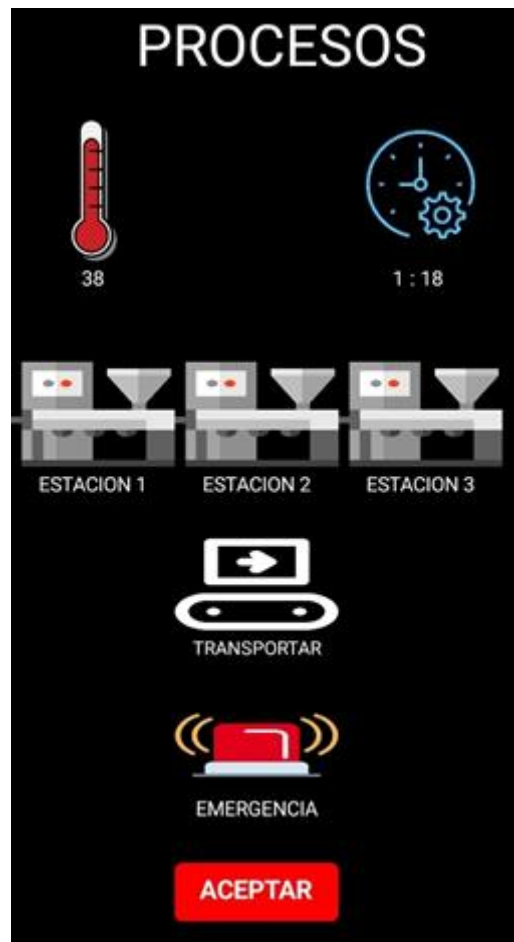 PROCESOS
38
1 : 18
ESTACION 1
ESTACION 2
ESTACION 3
TRANSPORTAR
EMERGENCIA
ACEPTAR